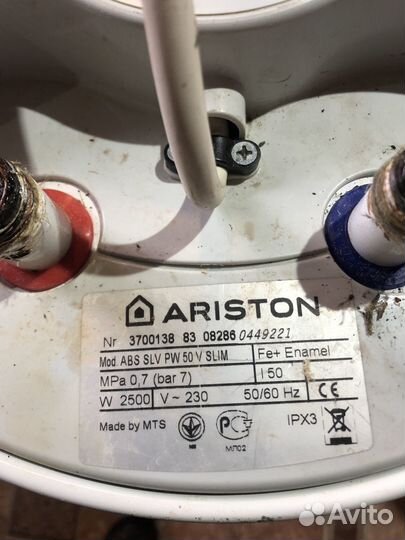 ARISTON
Nr 3700138 83 08286 0449221
Mod ABS SLV PW 50 V SLIM Fe+ Enamel
MPa 0,7 (bar 7) l 50
W 2500 V~ 230 50/60 Hz CE
Made by MTS IPX3
МЛ02
Avito